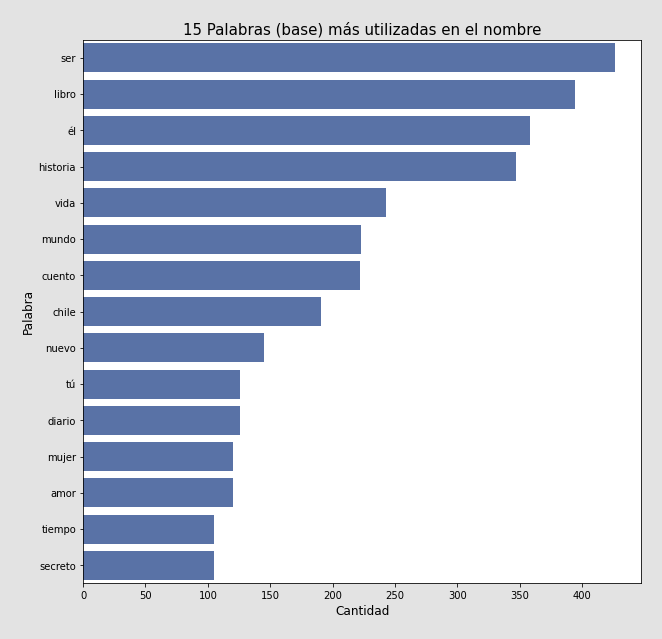 15 Palabras (base) más utilizadas en el nombre
ser
libro
él
historia
vida
mundo
cuento
chile
nuevo
tú
diario
mujer
amor
tiempo
secreto
Palabra
0 50 100 150 200 250 300 350 400
Cantidad